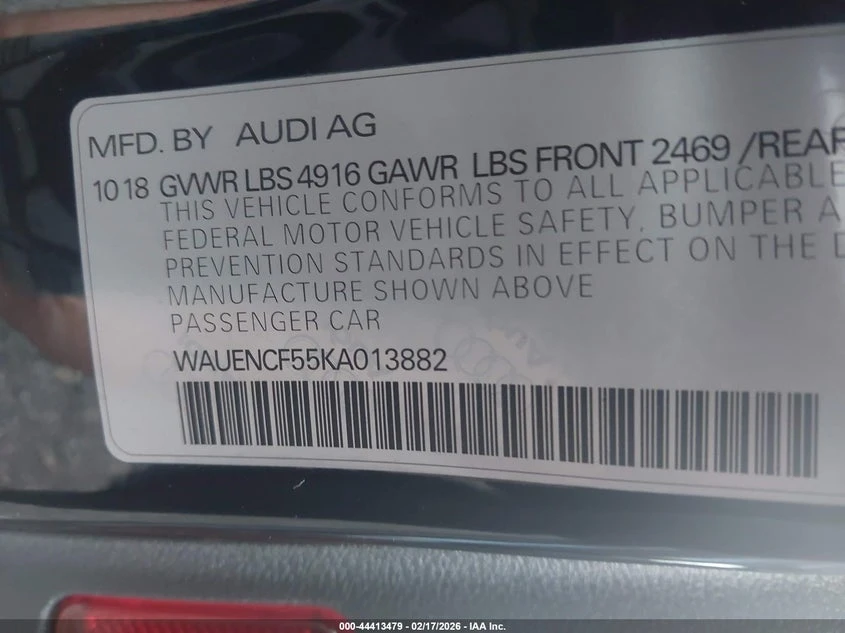 MFD. BY AUDI AG
1018 GVWR LBS 4916 GAWR LBS FRONT 2469 /REAR
THIS VEHICLE CONFORMS TO ALL APPLICABLE
FEDERAL MOTOR VEHICLE SAFETY, BUMPER A
PREVENTION STANDARDS IN EFFECT ON THE D
MANUFACTURE SHOWN ABOVE
PASSENGER CAR
WAUENCF55KA013882
000-44413479 - 02/17/2026 - IAA Inc.